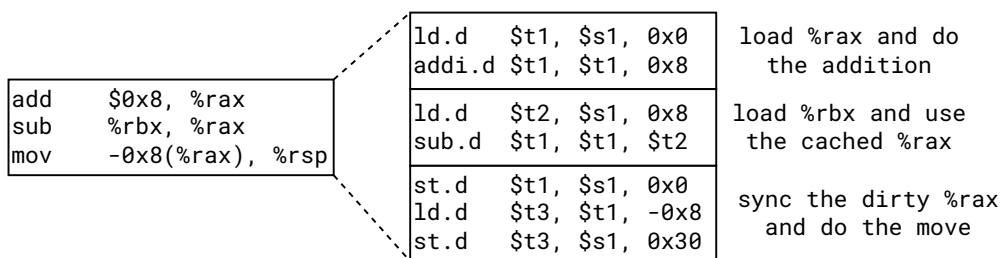 add     $0x8, %rax
sub     %rbx, %rax
mov     -0x8(%rax), %rsp
ld.d   $t1, $s1, 0x0
addi.d $t1, $t1, 0x8
load %rax and do
the addition
ld.d   $t2, $s1, 0x8
sub.d  $t1, $t1, $t2
load %rbx and use
the cached %rax
st.d   $t1, $s1, 0x0
ld.d   $t3, $t1, -0x8
st.d   $t3, $s1, 0x30
sync the dirty %rax
and do the move